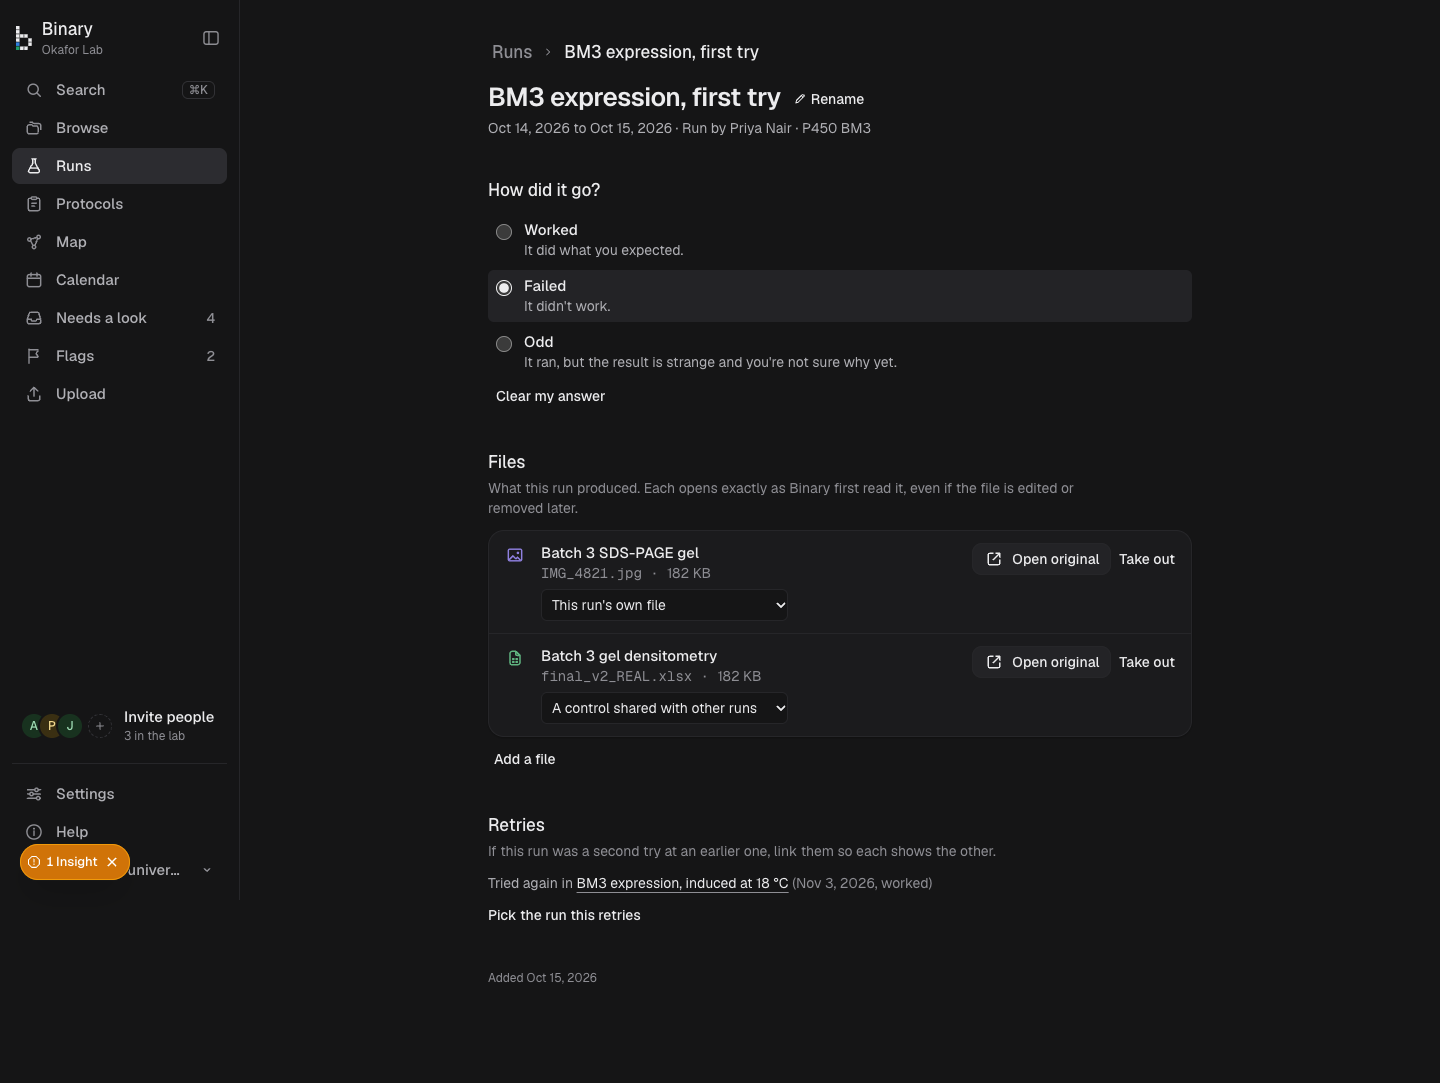 Binary
Okafor Lab
Search ⌘K
Browse
Runs
Protocols
Map
Calendar
Needs a look 4
Flags 2
Upload
A P J +
Invite people
3 in the lab
Settings
Help
1 Insight
univer...
Runs › BM3 expression, first try
BM3 expression, first try Rename
Oct 14, 2026 to Oct 15, 2026 · Run by Priya Nair · P450 BM3
How did it go?
Worked
It did what you expected.
Failed
It didn't work.
Odd
It ran, but the result is strange and you're not sure why yet.
Clear my answer
Files
What this run produced. Each opens exactly as Binary first read it, even if the file is edited or
removed later.
Batch 3 SDS-PAGE gel
IMG_4821.jpg · 182 KB
This run's own file
Open original Take out
Batch 3 gel densitometry
final_v2_REAL.xlsx · 182 KB
A control shared with other runs
Open original Take out
Add a file
Retries
If this run was a second try at an earlier one, link them so each shows the other.
Tried again in BM3 expression, induced at 18 °C (Nov 3, 2026, worked)
Pick the run this retries
Added Oct 15, 2026